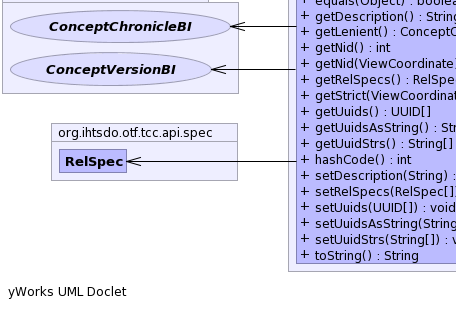 ConceptChronicleBI
ConceptVersionBI
org.ihtsdo.otf.tcc.api.spec
RelSpec
+ equals(Object) : boolean
+ getDescription() : String
+ getLenient() : ConceptC
+ getNid() : int
+ getNid(ViewCoordinate)
+ getRelSpecs() : RelSpe
+ getStrict(ViewCoordinat
+ getUuids() : UUID[]
+ getUuidsAsString() : Str
+ getUuidStrs() : String[]
+ hashCode() : int
+ setDescription(String) :
+ setRelSpecs(RelSpec[])
+ setUuids(UUID[]) : void
+ setUuidsAsString(String
+ setUuidStrs(String[]) : v
+ toString() : String
yWorks UML Doclet